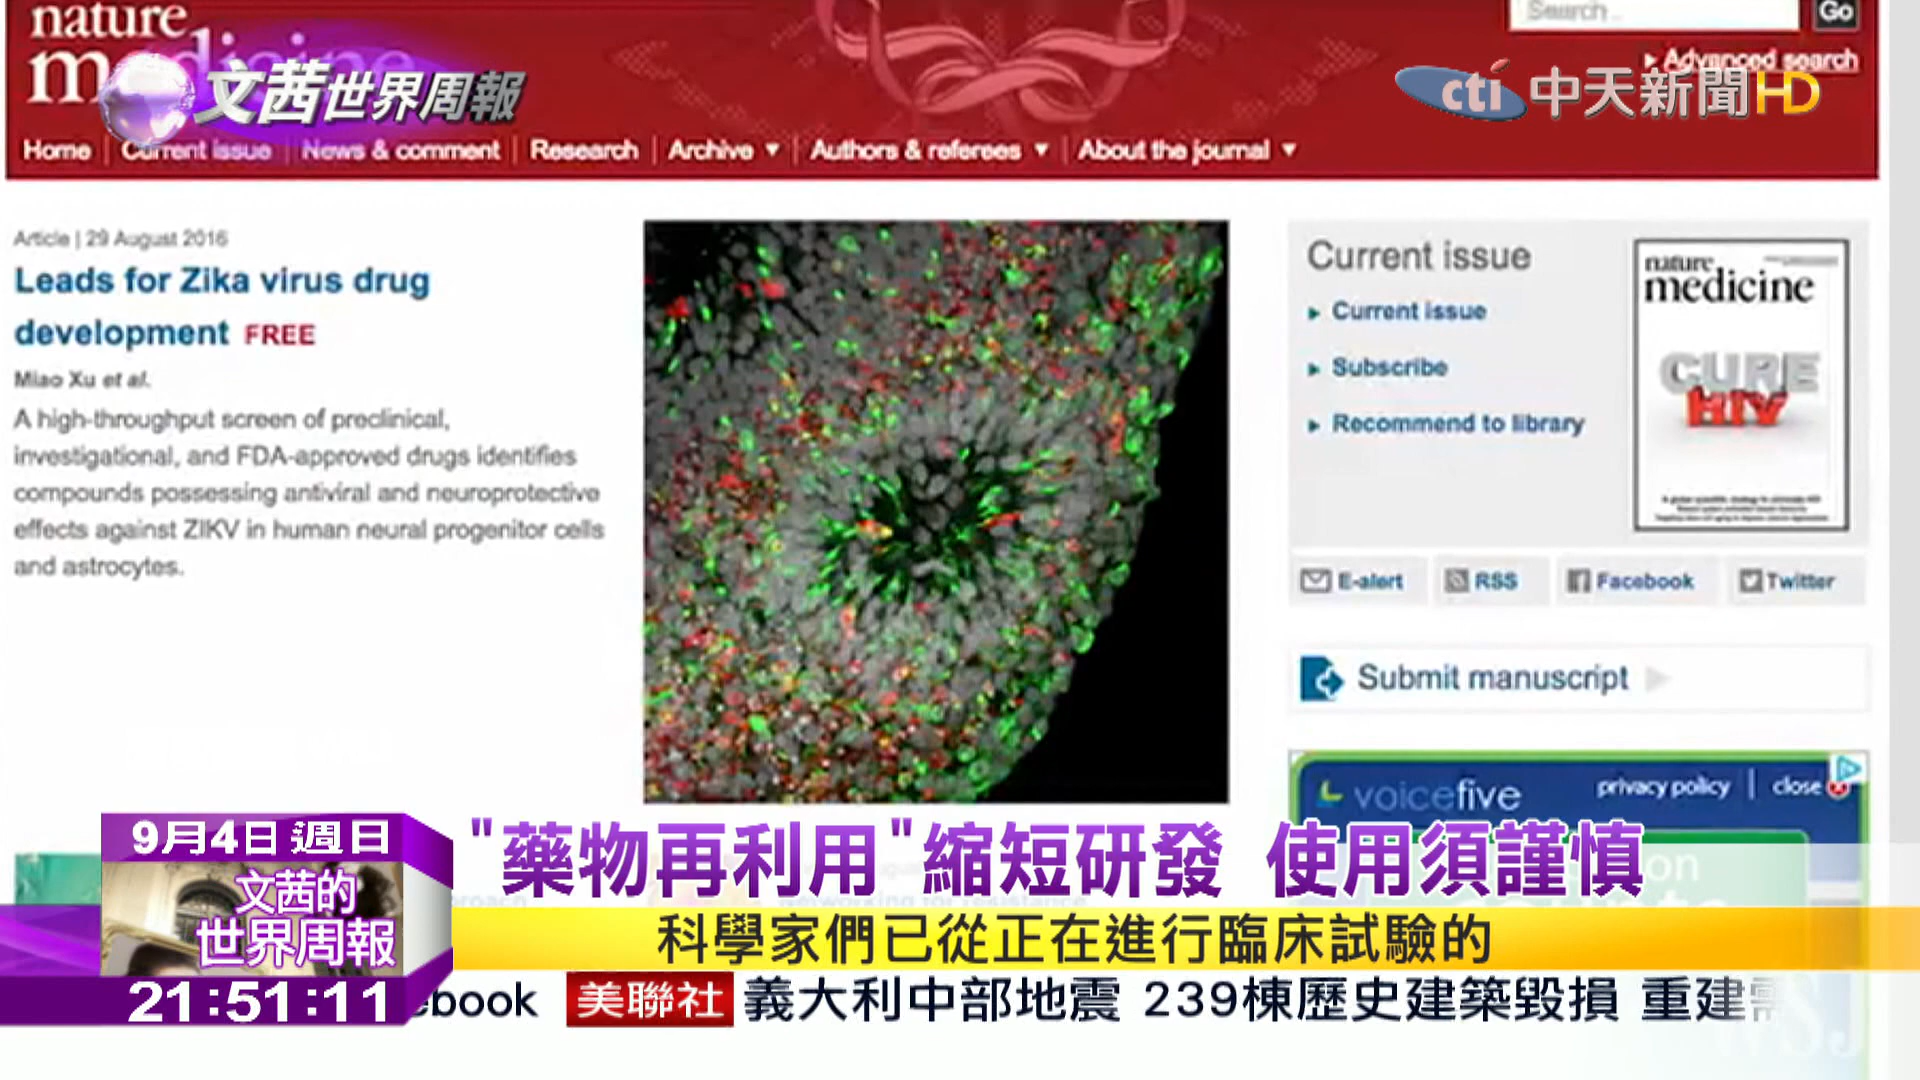 nature
medicine
文茜世界周報
Search
Go
Advanced search
cti 中天新聞HD
Home
Current issue
News & comment
Research
Archive
Authors & referees
About the journal
Article | 29 August 2016
Leads for Zika virus drug
development FREE
Miao Xu et al.
A high-throughput screen of preclinical,
investigational, and FDA-approved drugs identifies
compounds possessing antiviral and neuroprotective
effects against ZIKV in human neural progenitor cells
and astrocytes.
Current issue
Current issue
Subscribe
Recommend to library
nature
medicine
CURE
HIV
E-alert
RSS
Facebook
Twitter
Submit manuscript
voicefive
privacy policy | close
9月4日 週日
文茜的
世界周報
21:51:11
"藥物再利用"縮短研發 使用須謹慎
科學家們已從正在進行臨床試驗的
ebook 美聯社 義大利中部地震 239棟歷史建築毀損 重建需
WSJ